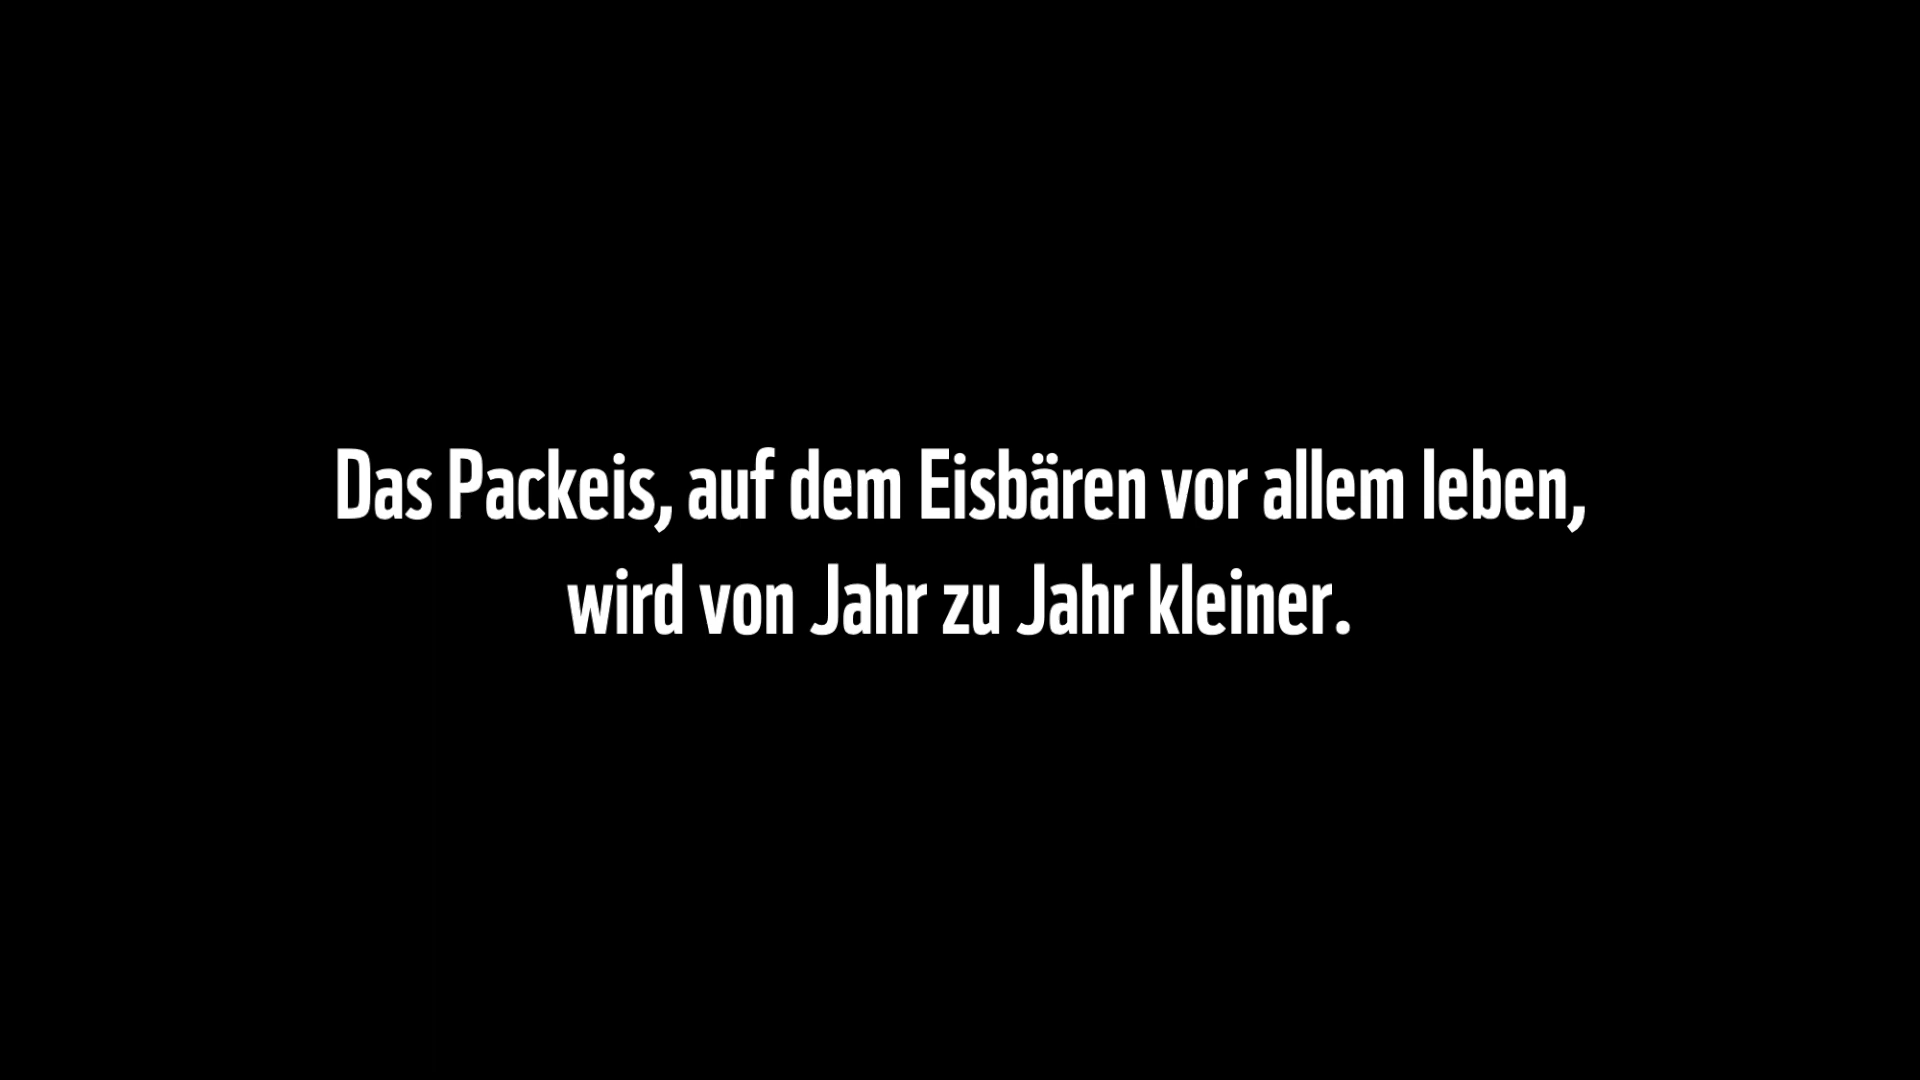 Das Packeis, auf dem Eisbären vor allem leben,
wird von Jahr zu Jahr kleiner.